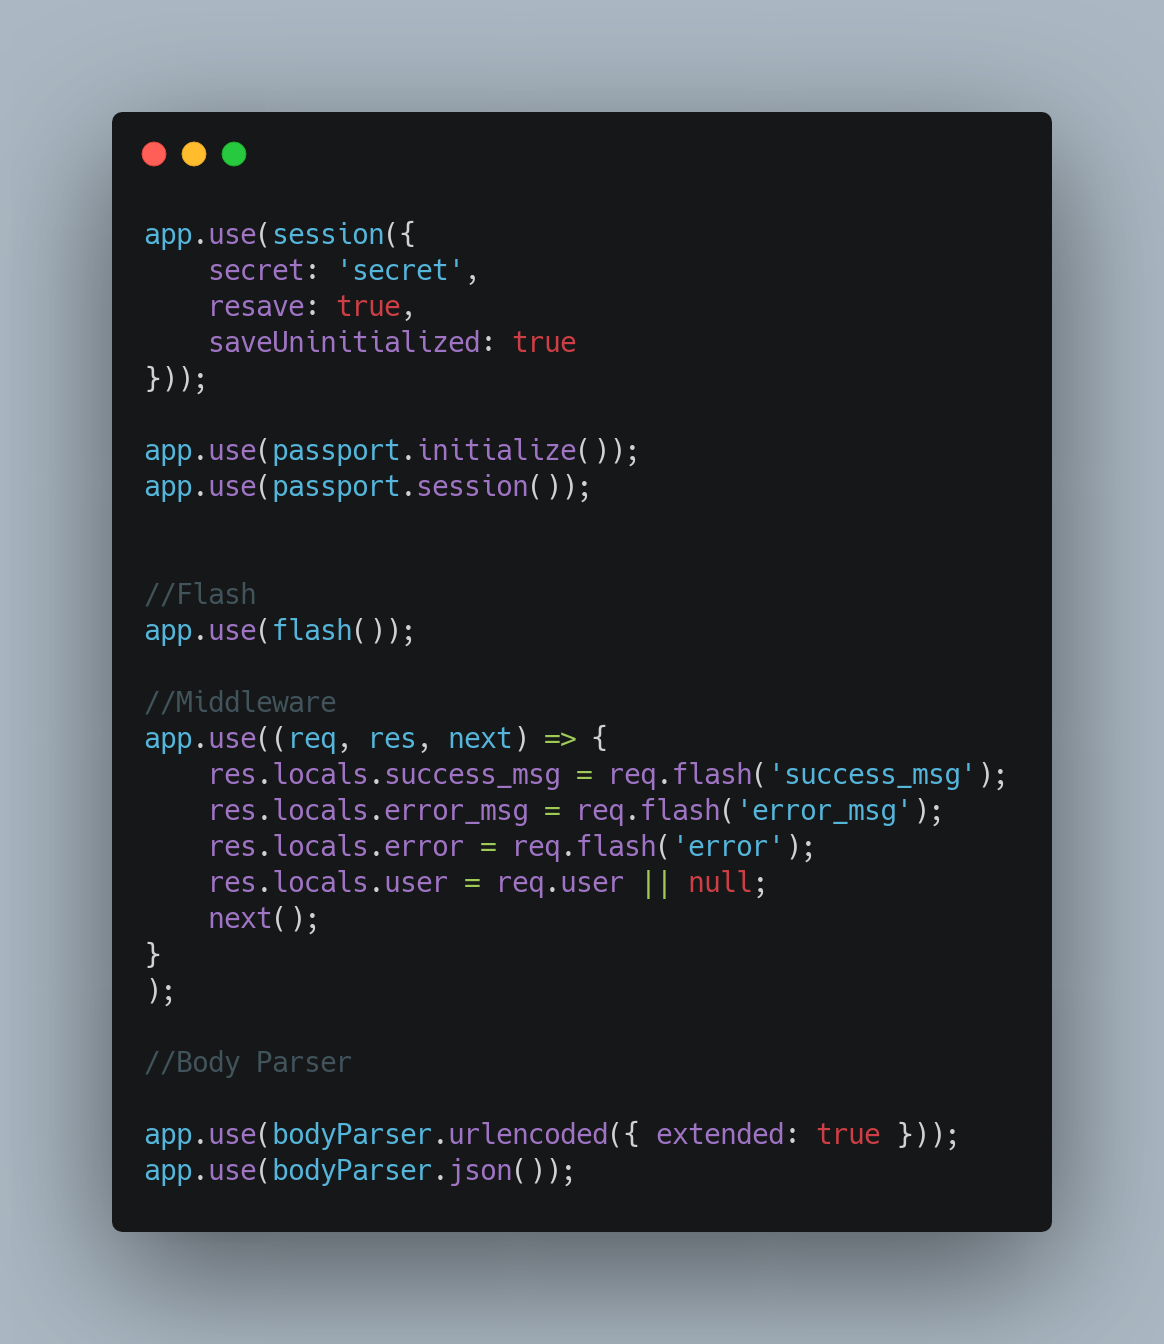 app.use(session({
    secret: 'secret',
    resave: true,
    saveUninitialized: true
}));

app.use(passport.initialize());
app.use(passport.session());


//Flash
app.use(flash());

//Middleware
app.use((req, res, next) => {
    res.locals.success_msg = req.flash('success_msg');
    res.locals.error_msg = req.flash('error_msg');
    res.locals.error = req.flash('error');
    res.locals.user = req.user || null;
    next();
}
);

//Body Parser

app.use(bodyParser.urlencoded({ extended: true }));
app.use(bodyParser.json());